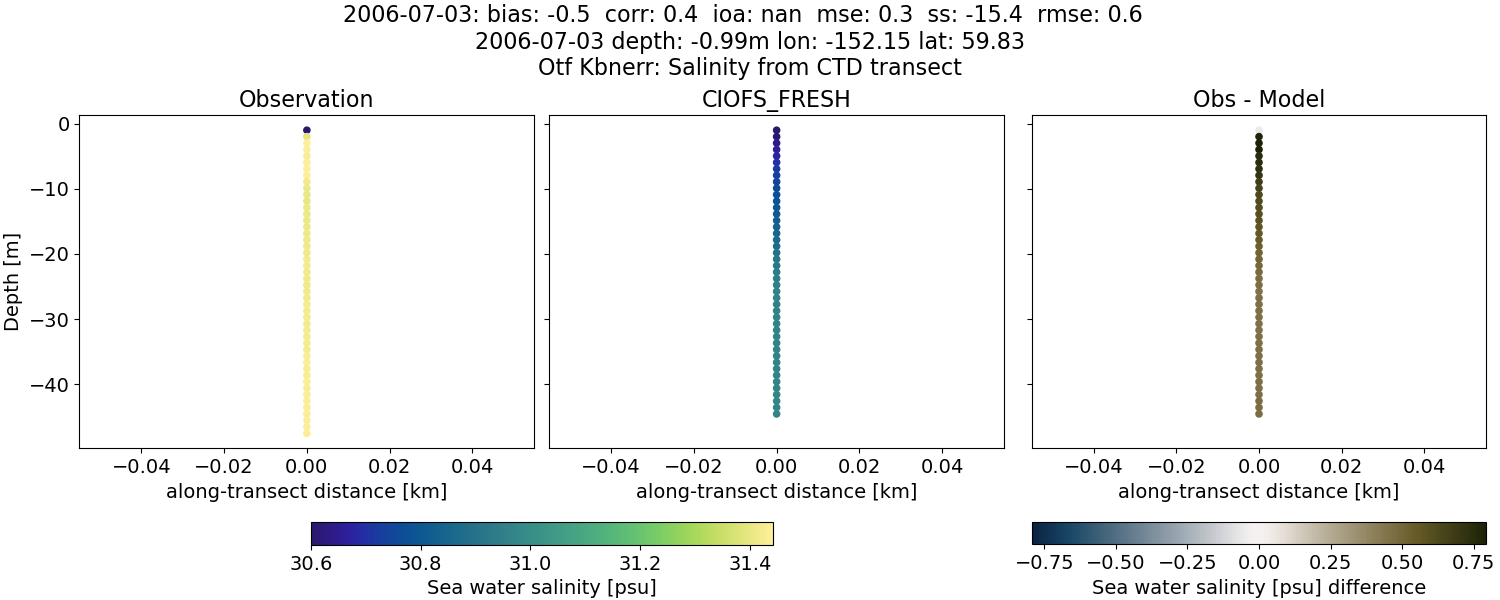 2006-07-03: bias: -0.5  corr: 0.4  ioa: nan  mse: 0.3  ss: -15.4  rmse: 0.6
2006-07-03 depth: -0.99m lon: -152.15 lat: 59.83
Otf Kbnerr: Salinity from CTD transect
Observation
CIOFS_FRESH
Obs - Model
Depth [m]
0
−10
−20
−30
−40
−0.04 −0.02 0.00 0.02 0.04
−0.04 −0.02 0.00 0.02 0.04
−0.04 −0.02 0.00 0.02 0.04
along-transect distance [km]
along-transect distance [km]
along-transect distance [km]
30.6 30.8 31.0 31.2 31.4
Sea water salinity [psu]
−0.75 −0.50 −0.25 0.00 0.25 0.50 0.75
Sea water salinity [psu] difference